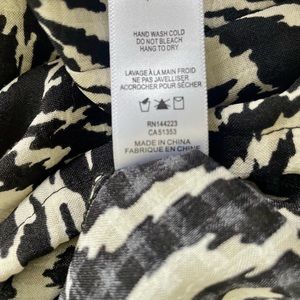 HAND WASH COLD
DO NOT BLEACH
HANG TO DRY
LAVAGE À LA MAIN FROID
NE PAS JAVELLISER
ACCROCHER POUR SÉCHER
RN144223
CA51353
MADE IN CHINA
FABRIQUE EN CHINE